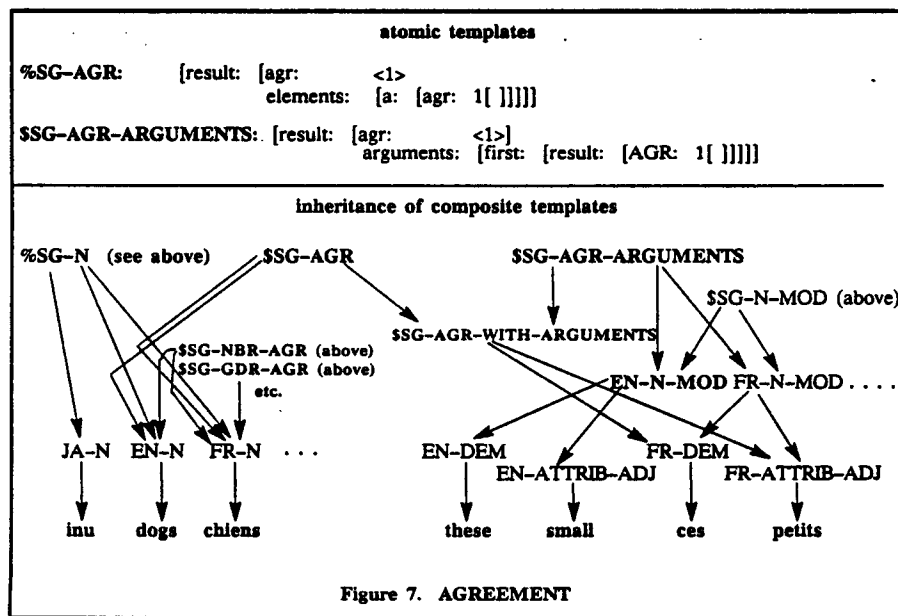 atomic templates
%SG–AGR: [result: [agr: <1>
elements: [a: [agr: 1[ ]]]]]
$SG–AGR–ARGUMENTS: [result: [agr: <1>]
arguments: [first: [result: [AGR: 1[ ]]]]]
inheritance of composite templates
%SG–N (see above) $SG–AGR $SG–AGR–ARGUMENTS
$SG–N–MOD (above)
$SG–AGR–WITH–ARGUMENTS
$SG–NBR–AGR (above)
$SG–GDR–AGR (above)
etc.
EN–N–MOD FR–N–MOD . . . .
JA–N EN–N FR–N . . . EN–DEM FR–DEM
EN–ATTRIB–ADJ FR–ATTRIB–ADJ
inu dogs chiens these small ces petits
Figure 7. AGREEMENT